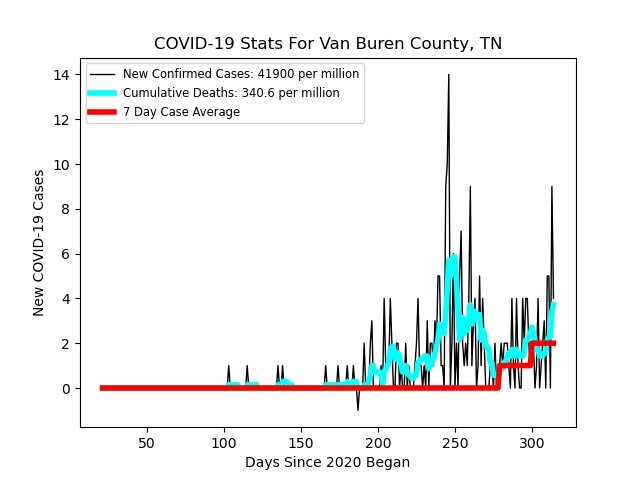 COVID-19 Stats For Van Buren County, TN
New Confirmed Cases: 41900 per million
Cumulative Deaths: 340.6 per million
7 Day Case Average
New COVID-19 Cases
14
12
10
8
6
4
2
0
50 100 150 200 250 300
Days Since 2020 Began